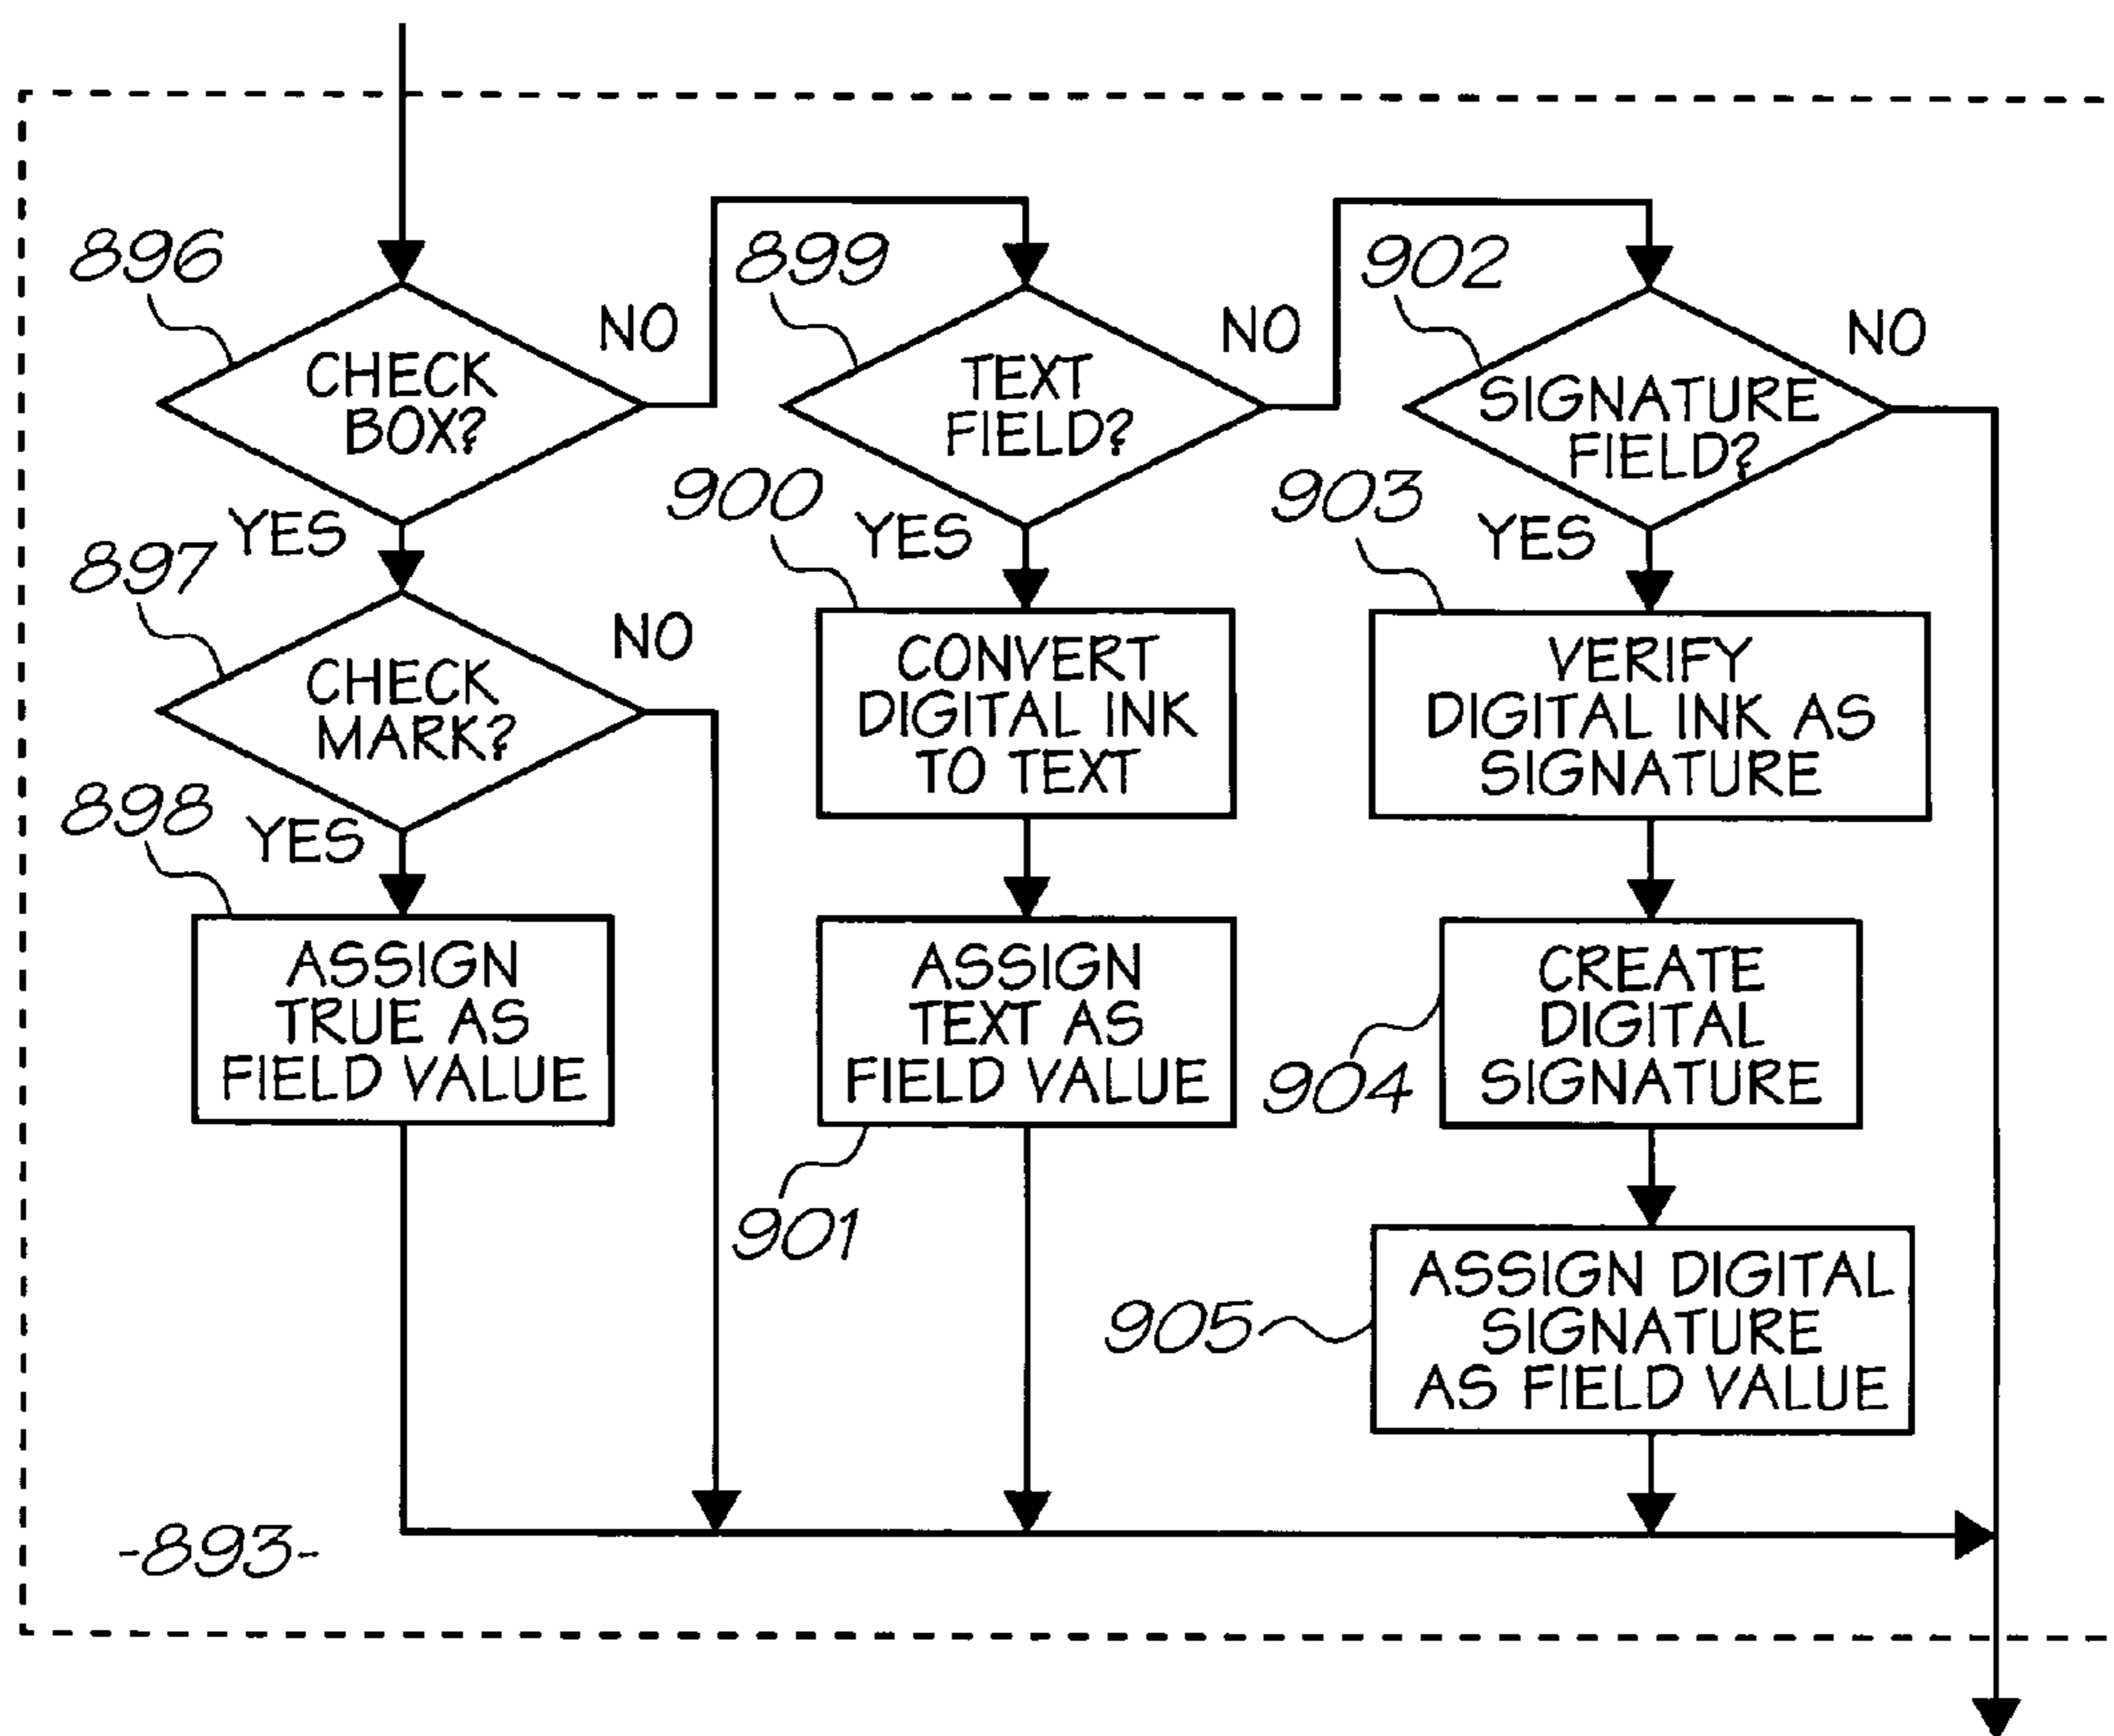 896
CHECK
BOX?
NO
YES
899
TEXT
FIELD?
NO
YES
902
SIGNATURE
FIELD?
NO
YES
897
CHECK
MARK?
NO
YES
900
CONVERT
DIGITAL INK
TO TEXT
903
VERIFY
DIGITAL INK AS
SIGNATURE
898
ASSIGN
TRUE AS
FIELD VALUE
ASSIGN
TEXT AS
FIELD VALUE
901
CREATE
DIGITAL
SIGNATURE
904
905
ASSIGN DIGITAL
SIGNATURE
AS FIELD VALUE
-893-